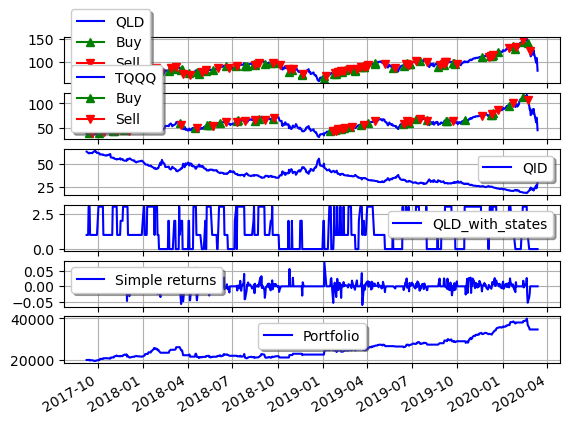 QLD
Buy
Sell
150
100
TQQQ
Buy
Sell
100
50
QID
50
25
QLD_with_states
2.5
0.0
Simple returns
0.05
0.00
−0.05
Portfolio
40000
20000
2017-10 2018-01 2018-04 2018-07 2018-10 2019-01 2019-04 2019-07 2019-10 2020-01 2020-04